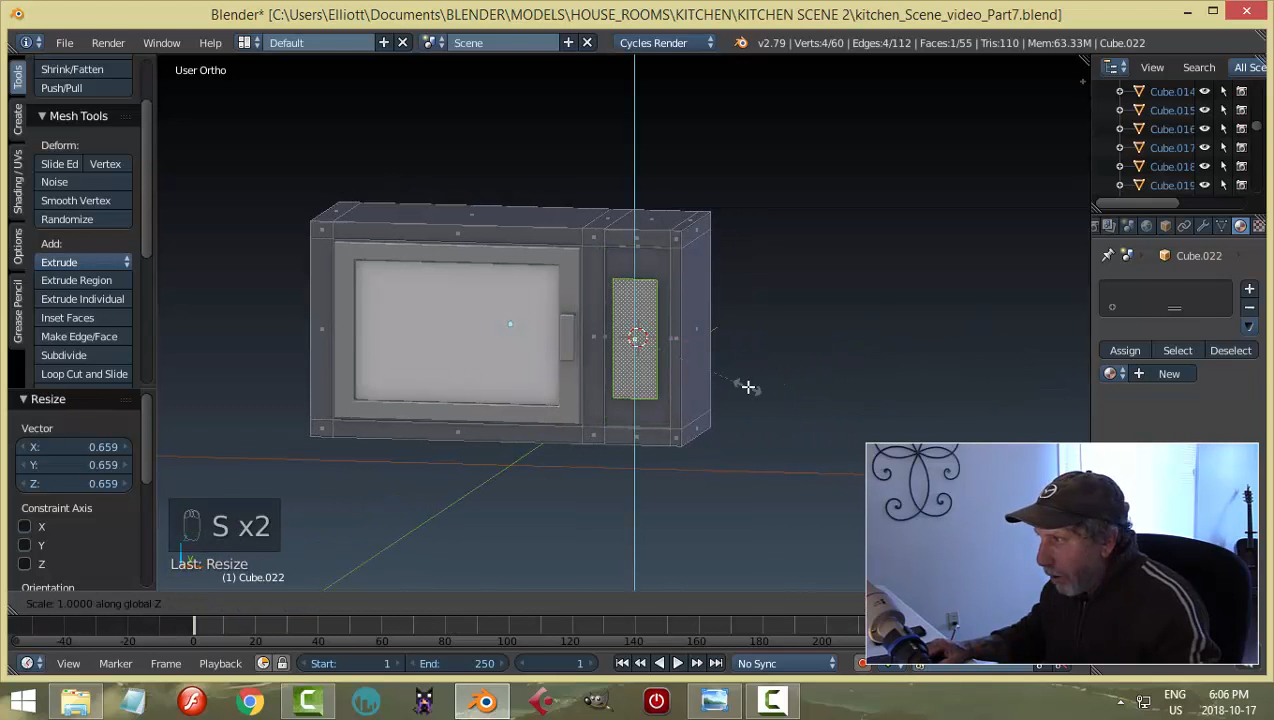 Blender* [C:\Users\Elliott\Documents\BLENDER\MODELS\HOUSE_ROOMS\KITCHEN\KITCHEN SCENE 2\kitchen_Scene_video_Part7.blend]
File Render Window Help Default Scene Cycles Render v2.79 | Verts:4/60 | Edges:4/112 | Faces:1/55 | Tris:110 | Mem:63.33M | Cube.022
Tools
Create
Shading / UVs
Options
Grease Pencil
Shrink/Fatten
Push/Pull
Mesh Tools
Deform:
Slide Ed Vertex
Noise
Smooth Vertex
Randomize
Add:
Extrude
Extrude Region
Extrude Individual
Inset Faces
Make Edge/Face
Subdivide
Loop Cut and Slide
Resize
Vector
X: 0.659
Y: 0.659
Z: 0.659
Constraint Axis
X
Y
Z
Orientation
User Ortho
S x2
Last: Resize
(1) Cube.022
Scale: 1.0000 along global Z
View Search All Sce
Cube.014
Cube.015
Cube.016
Cube.017
Cube.018
Cube.019
Cube.022
Assign Select Deselect
New
-40 -20 0 20 40 60 80 100 120 140 160 180 200
View Marker Frame Playback Start: 1 End: 250 1 No Sync
ENG
US
6:06 PM
2018-10-17